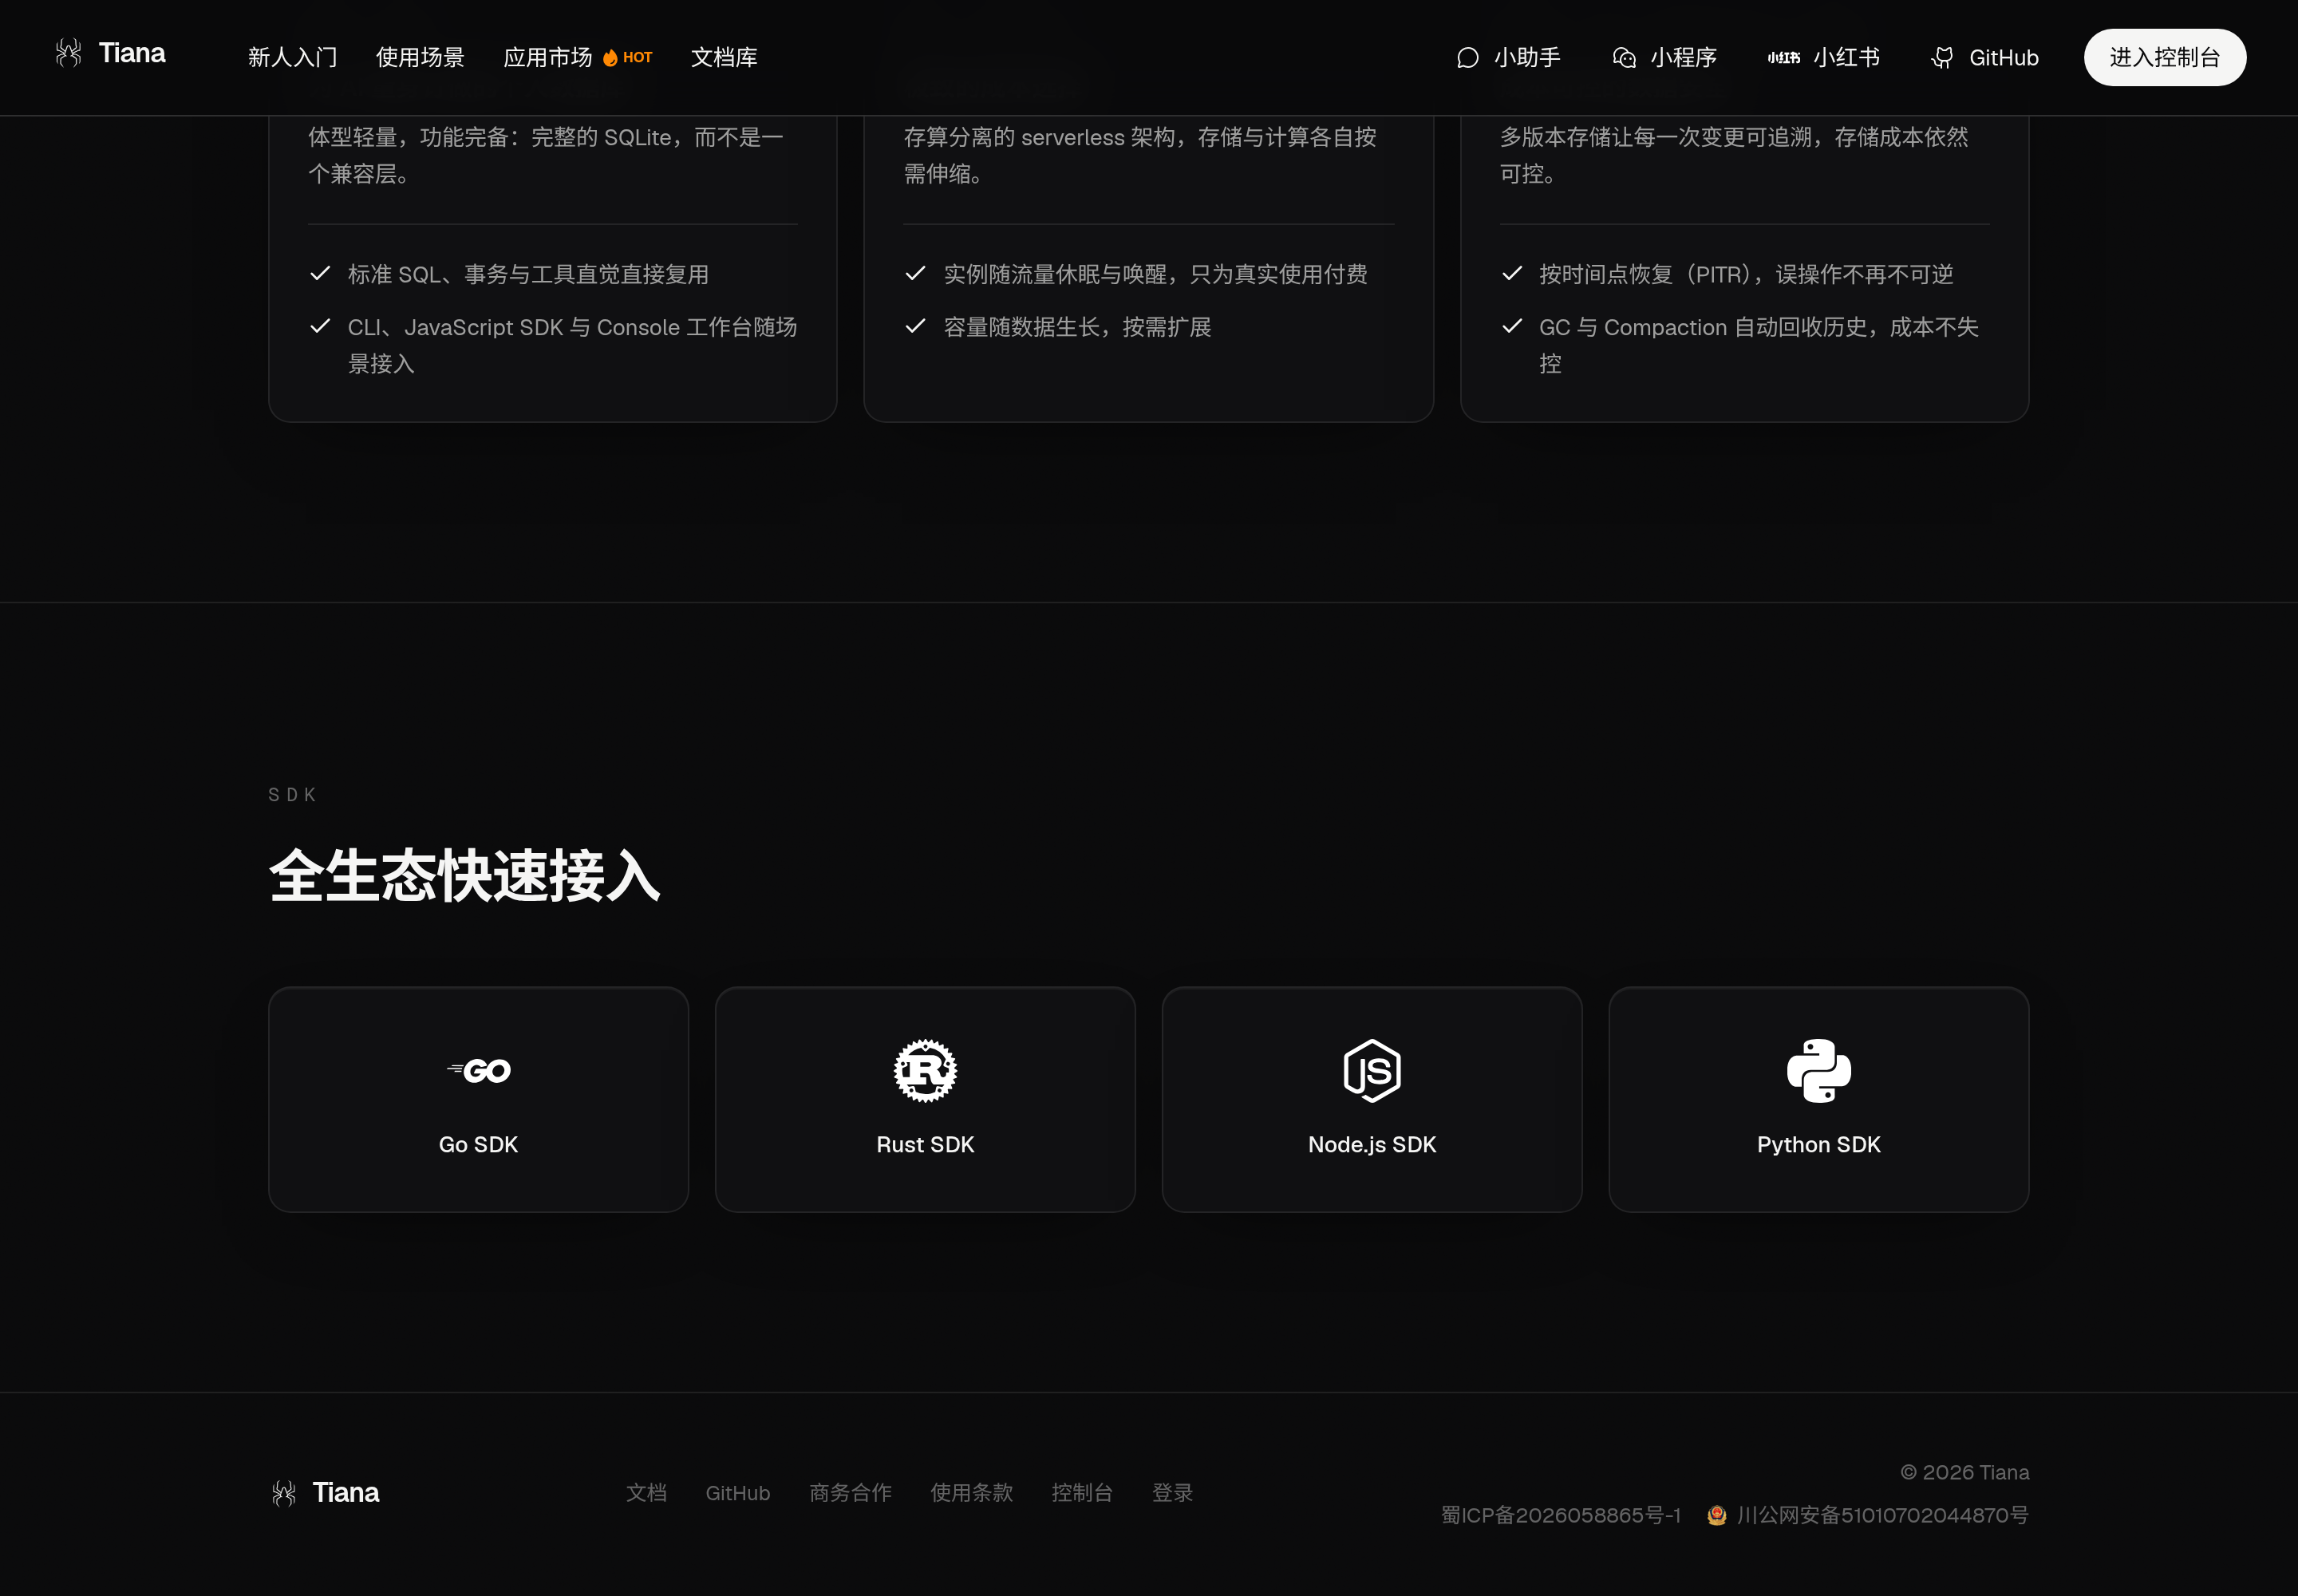 Tiana
新人入门
使用场景
应用市场 HOT
文档库
小助手
小红书 小程序
小红书
GitHub
进入控制台
体型轻量，功能完备：完整的 SQLite，而不是一
个兼容层。
标准 SQL、事务与工具直觉直接复用
CLI、JavaScript SDK 与 Console 工作台随场
景接入
存算分离的 serverless 架构，存储与计算各自按
需伸缩。
实例随流量休眠与唤醒，只为真实使用付费
容量随数据生长，按需扩展
多版本存储让每一次变更可追溯，存储成本依然
可控。
按时间点恢复（PITR），误操作不再不可逆
GC 与 Compaction 自动回收历史，成本不失
控
SDK
全生态快速接入
GO
Go SDK
R
Rust SDK
JS
Node.js SDK
Python SDK
Tiana
文档
GitHub
商务合作
使用条款
控制台
登录
© 2026 Tiana
蜀ICP备2026058865号-1
川公网安备51010702044870号